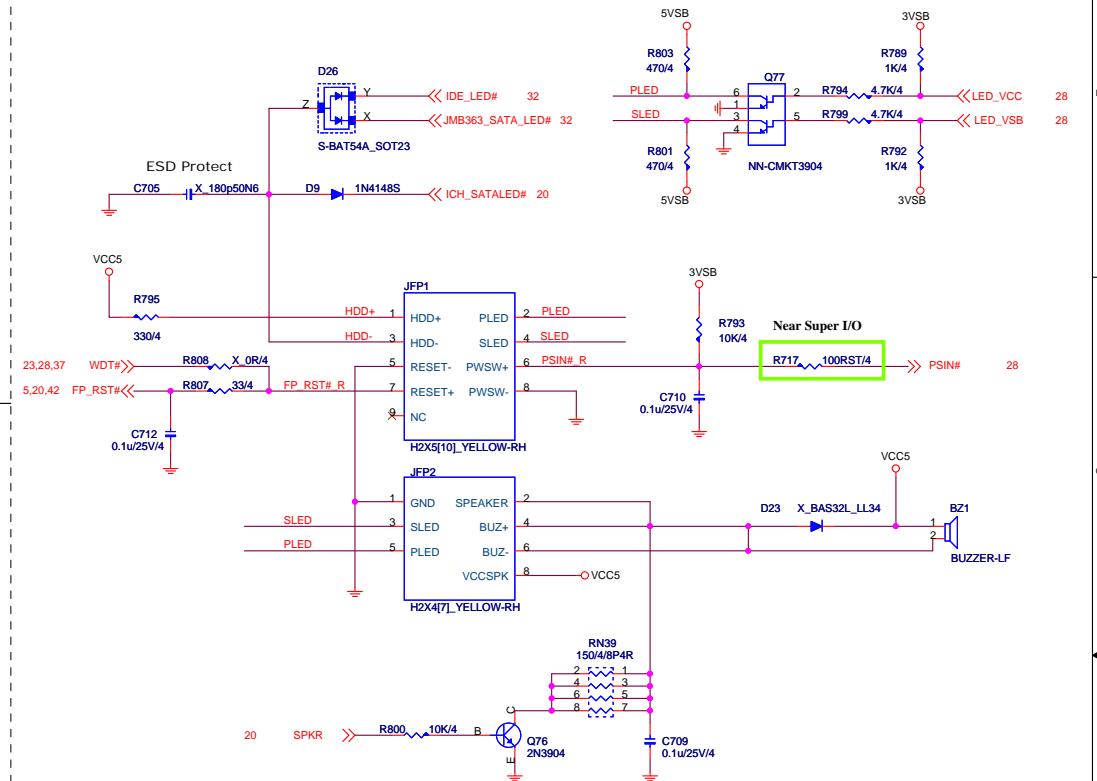 5VSB
3VSB
R803
470/4
R789
1K/4
D26
Q77
Z
Y
IDE_LED# 32
X
JMB363_SATA_LED# 32
S-BAT54A_SOT23
PLED
6
1
SLED
3
4
2
R794 4.7K/4
LED_VCC 28
5
R799 4.7K/4
LED_VSB 28
R801
470/4
R792
1K/4
NN-CMKT3904
5VSB
3VSB
ESD Protect
C705 X_180p50N6
D9 1N4148S
ICH_SATALED# 20
VCC5
R795
330/4
3VSB
R793
10K/4
Near Super I/O
R717 100RST/4
PSIN# 28
C710
0.1u/25V/4
JFP1
HDD+ 1 HDD+ PLED 2 PLED
HDD- 3 HDD- SLED 4 SLED
5 RESET- PWSW+ 6 PSIN#_R
FP_RST#_R 7 RESET+ PWSW- 8
9 NC
H2X5[10]_YELLOW-RH
23,28,37 WDT# R808 X_0R/4
5,20,42 FP_RST# R807 33/4
C712
0.1u/25V/4
JFP2
1 GND SPEAKER 2
SLED 3 SLED BUZ+ 4
PLED 5 PLED BUZ- 6
VCCSPK 8 VCC5
H2X4[7]_YELLOW-RH
VCC5
D23 X_BAS32L_LL34
BZ1
1
2
BUZZER-LF
RN39
150/4/8P4R
2 1
4 3
6 5
8 7
20 SPKR R800 10K/4 B
C
E
Q76
2N3904
C709
0.1u/25V/4